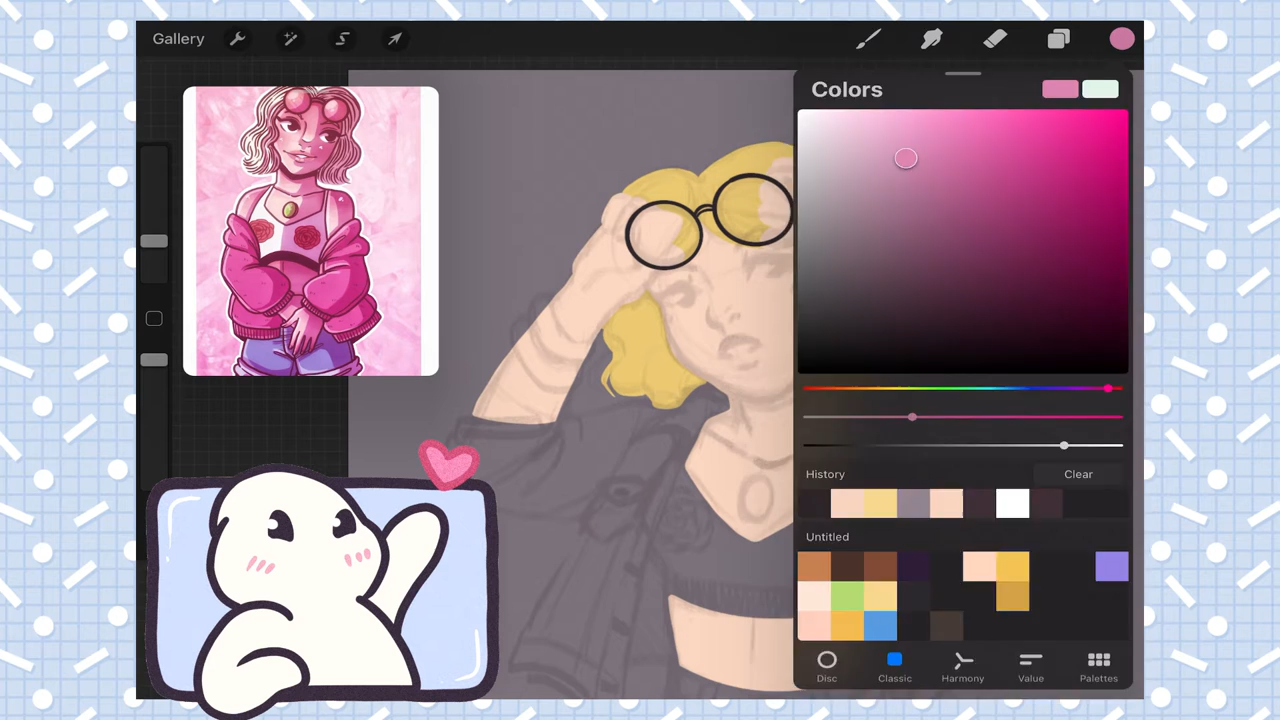 Gallery
Colors
History
Clear
Untitled
Disc
Classic
Harmony
Value
Palettes